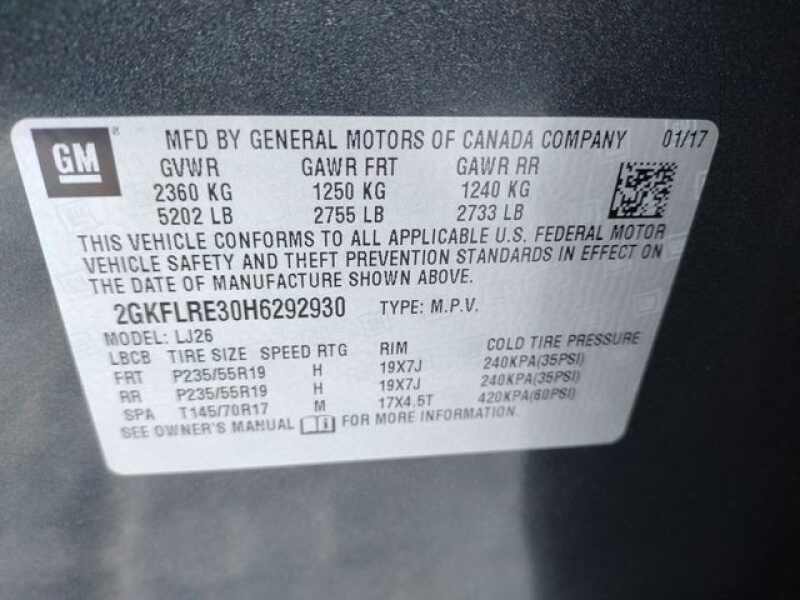 GM ® MFD BY GENERAL MOTORS OF CANADA COMPANY 01/17
GVWR GAWR FRT GAWR RR
2360 KG 1250 KG 1240 KG
5202 LB 2755 LB 2733 LB
THIS VEHICLE CONFORMS TO ALL APPLICABLE U.S. FEDERAL MOTOR
VEHICLE SAFETY AND THEFT PREVENTION STANDARDS IN EFFECT ON
THE DATE OF MANUFACTURE SHOWN ABOVE.
2GKFLRE30H6292930 TYPE: M.P.V.
MODEL: LJ26
LBCB TIRE SIZE SPEED RTG RIM COLD TIRE PRESSURE
FRT P235/55R19 H 19X7J 240KPA(35PSI)
RR P235/55R19 H 19X7J 240KPA(35PSI)
SPA T145/70R17 M 17X4.5T 420KPA(60PSI)
SEE OWNER'S MANUAL FOR MORE INFORMATION.